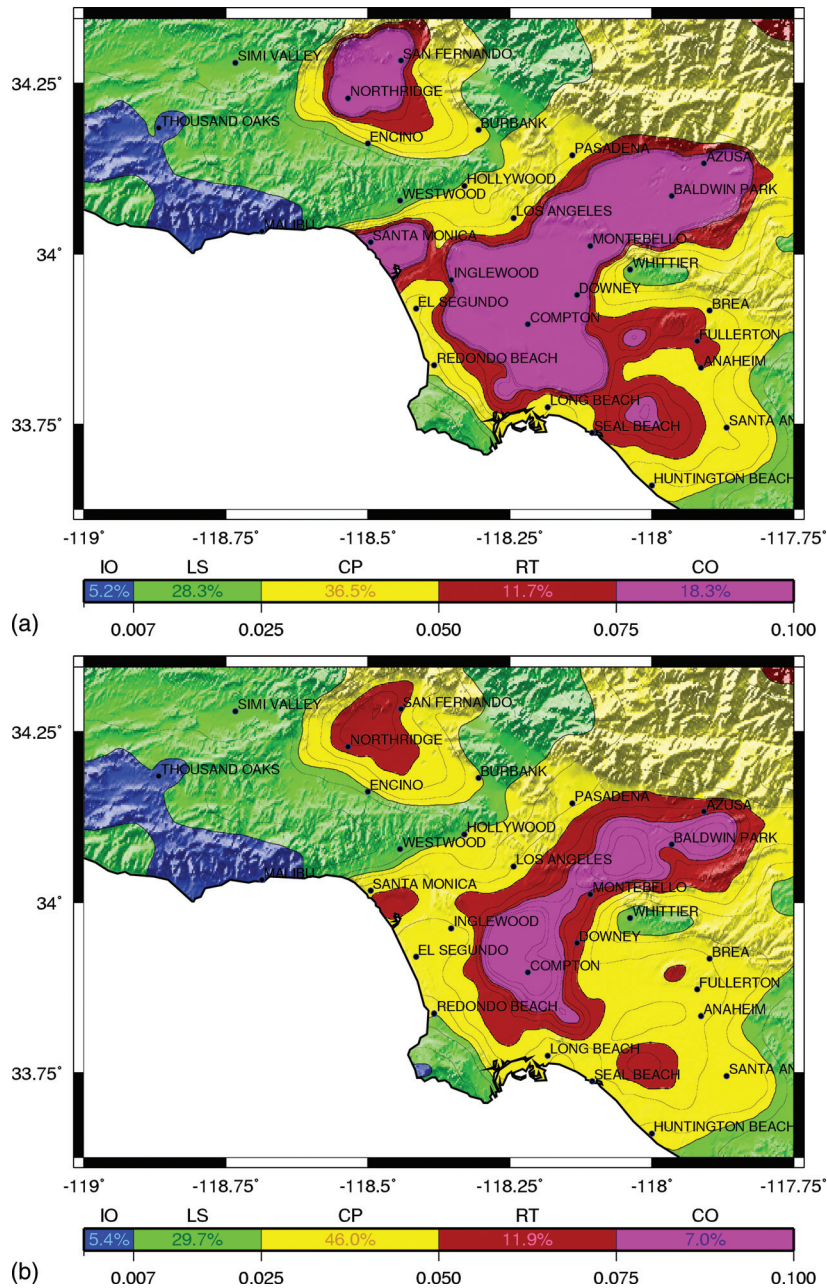 34.25°
34°
33.75°
SIMI VALLEY
SAN FERNANDO
NORTHRIDGE
THOUSAND OAKS
BURBANK
ENCINO
PASADENA
AZUSA
HOLLYWOOD
WESTWOOD
BALDWIN PARK
LOS ANGELES
MALIBU
SANTA MONICA
MONTEBELLO
WHITTIER
INGLEWOOD
DOWNEY
EL SEGUNDO
BREA
COMPTON
FULLERTON
REDONDO BEACH
ANAHEIM
LONG BEACH
SEAL BEACH
SANTA AN
HUNTINGTON BEACH
-119° -118.75° -118.5° -118.25° -118° -117.75°
IO LS CP RT CO
5.2% 28.3% 36.5% 11.7% 18.3%
(a)
0.007 0.025 0.050 0.075 0.100
34.25°
34°
33.75°
SIMI VALLEY
SAN FERNANDO
NORTHRIDGE
THOUSAND OAKS
BURBANK
ENCINO
PASADENA
AZUSA
HOLLYWOOD
WESTWOOD
BALDWIN PARK
LOS ANGELES
MALIBU
SANTA MONICA
MONTEBELLO
WHITTIER
INGLEWOOD
DOWNEY
EL SEGUNDO
BREA
COMPTON
FULLERTON
REDONDO BEACH
ANAHEIM
LONG BEACH
SEAL BEACH
SANTA AN
HUNTINGTON BEACH
-119° -118.75° -118.5° -118.25° -118° -117.75°
IO LS CP RT CO
5.4% 29.7% 46.0% 11.9% 7.0%
(b)
0.007 0.025 0.050 0.075 0.100